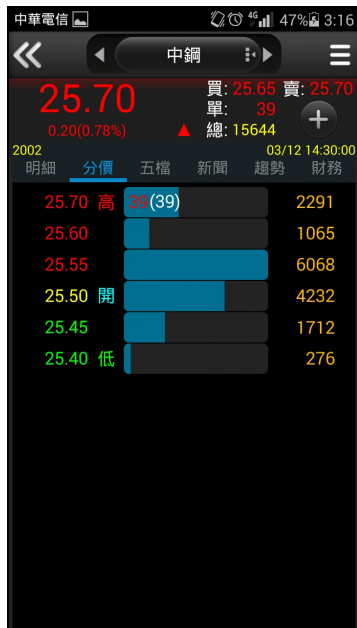 中華電信 4G 47% 3:16
中鋼
25.70 買: 25.65 賣: 25.70
單: 39
0.20(0.78%) ▲ 總: 15644
2002 03/12 14:30:00
明細 分價 五檔 新聞 趨勢 財務
25.70 高 39(39) 2291
25.60 1065
25.55 6068
25.50 開 4232
25.45 1712
25.40 低 276